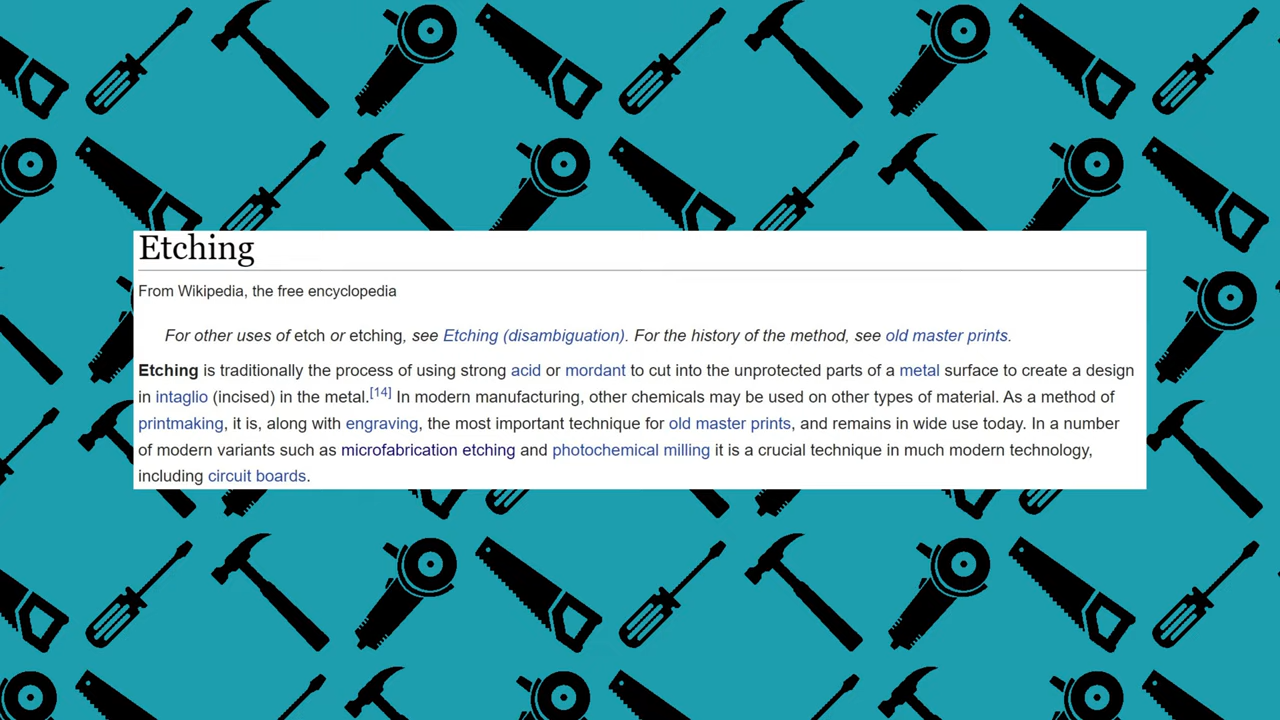 Etching
From Wikipedia, the free encyclopedia
For other uses of etch or etching, see Etching (disambiguation). For the history of the method, see old master prints.
Etching is traditionally the process of using strong acid or mordant to cut into the unprotected parts of a metal surface to create a design
in intaglio (incised) in the metal.[14] In modern manufacturing, other chemicals may be used on other types of material. As a method of
printmaking, it is, along with engraving, the most important technique for old master prints, and remains in wide use today. In a number
of modern variants such as microfabrication etching and photochemical milling it is a crucial technique in much modern technology,
including circuit boards.